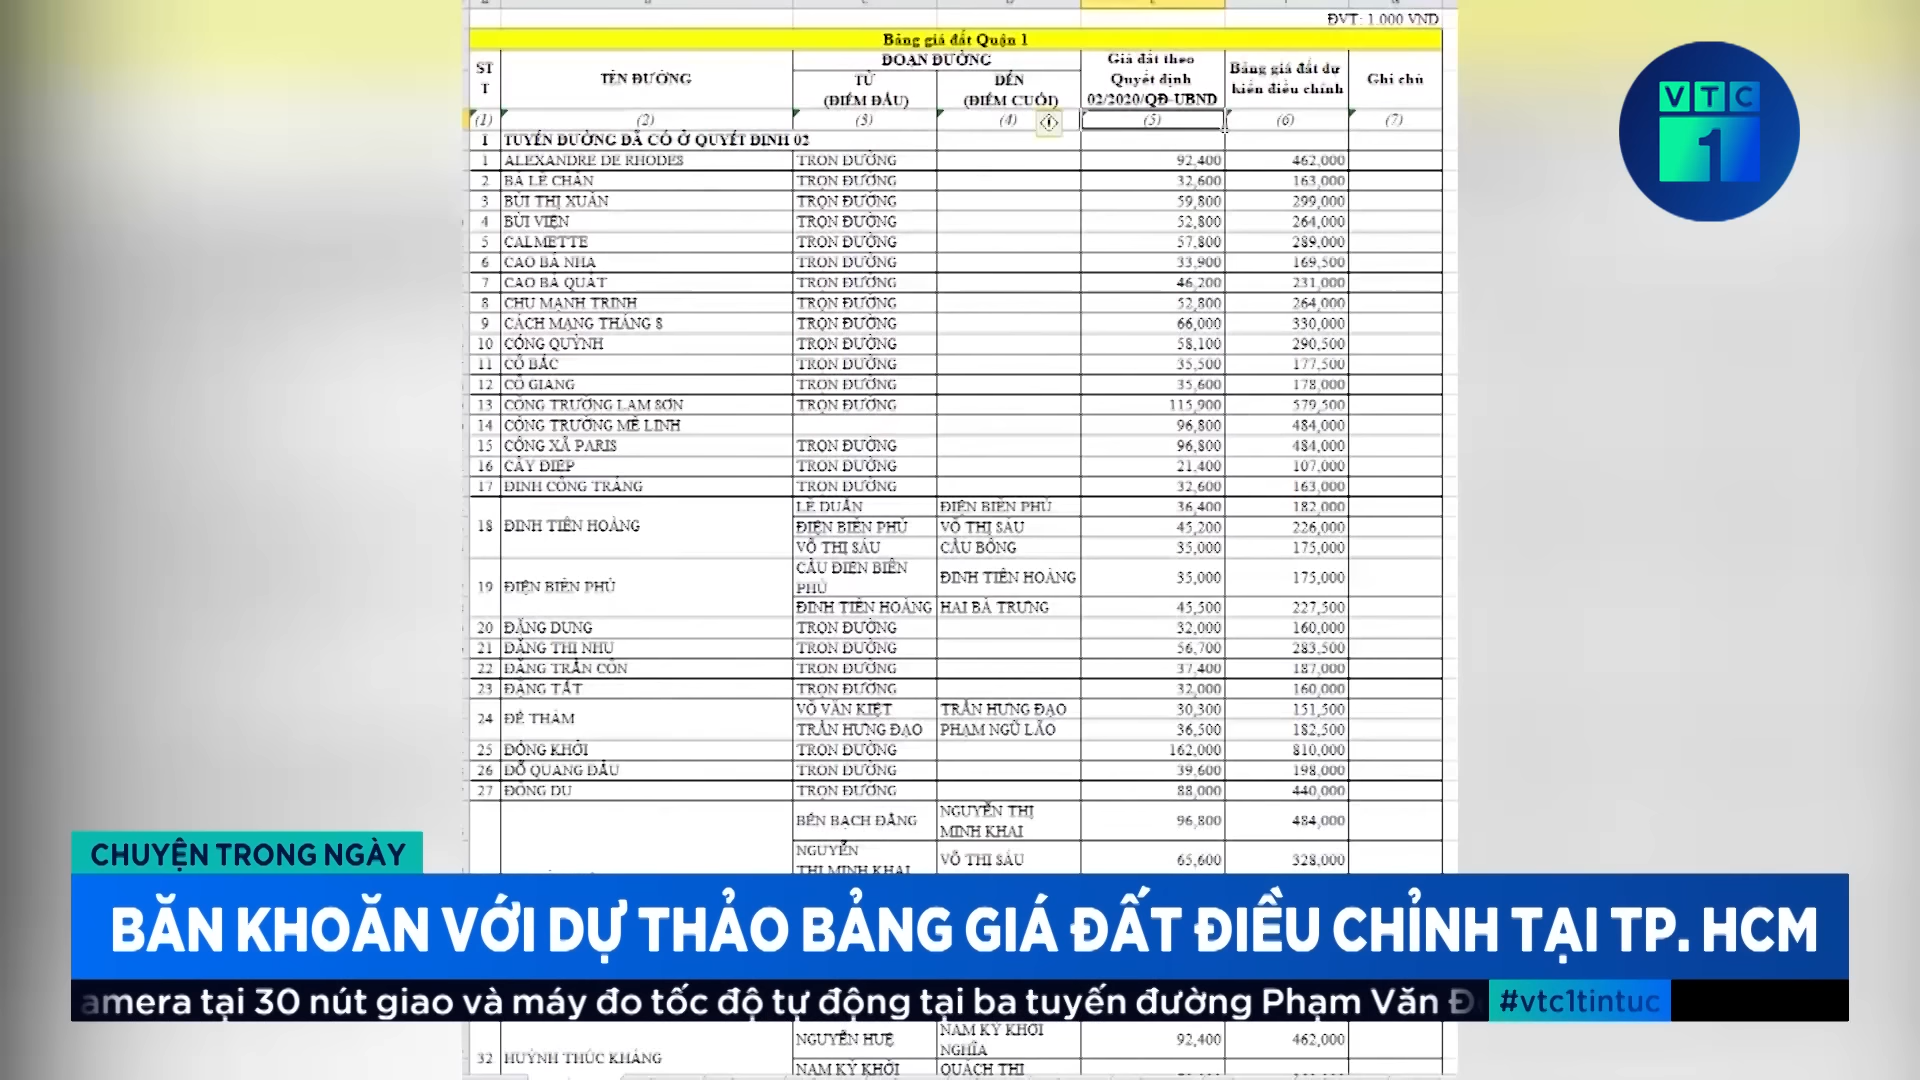 ĐVT: 1.000 VND
Bảng giá đất Quận 1
STT TÊN ĐƯỜNG ĐOẠN ĐƯỜNG Giá đất theo Quyết định 02/2020/QĐ-UBND Bảng giá đất dự kiến điều chỉnh Ghi chú
TỪ (ĐIỂM ĐẦU) ĐẾN (ĐIỂM CUỐI)
(1) (2) (3) (4) (5) (6) (7)
I TUYẾN ĐƯỜNG ĐÃ CÓ Ở QUYẾT ĐỊNH 02
1 ALEXANDRE DE RHODES TRỌN ĐƯỜNG 92,400 462,000
2 BÀ LÊ CHÂN TRỌN ĐƯỜNG 32,600 163,000
3 BÙI THỊ XUÂN TRỌN ĐƯỜNG 59,800 299,000
4 BÙI VIỆN TRỌN ĐƯỜNG 52,800 264,000
5 CALMETTE TRỌN ĐƯỜNG 57,800 289,000
6 CAO BÁ NHẠ TRỌN ĐƯỜNG 33,900 169,500
7 CAO BÁ QUÁT TRỌN ĐƯỜNG 46,200 231,000
8 CHU MẠNH TRINH TRỌN ĐƯỜNG 52,800 264,000
9 CÁCH MẠNG THÁNG 8 TRỌN ĐƯỜNG 66,000 330,000
10 CỐNG QUỲNH TRỌN ĐƯỜNG 58,100 290,500
11 CÔ BẮC TRỌN ĐƯỜNG 35,500 177,500
12 CÔ GIANG TRỌN ĐƯỜNG 35,600 178,000
13 CÔNG TRƯỜNG LAM SƠN TRỌN ĐƯỜNG 115,900 579,500
14 CÔNG TRƯỜNG MÊ LINH 96,800 484,000
15 CÔNG XÃ PARIS TRỌN ĐƯỜNG 96,800 484,000
16 CÂY ĐIỆP TRỌN ĐƯỜNG 21,400 107,000
17 ĐINH CÔNG TRÁNG TRỌN ĐƯỜNG 32,600 163,000
18 ĐINH TIÊN HOÀNG LÊ DUẨN ĐIỆN BIÊN PHỦ 36,400 182,000
ĐIỆN BIÊN PHỦ VÕ THỊ SÁU 45,200 226,000
VÕ THỊ SÁU CẦU BÔNG 35,000 175,000
19 ĐIỆN BIÊN PHỦ CẦU ĐIỆN BIÊN PHỦ ĐINH TIÊN HOÀNG 35,000 175,000
ĐINH TIÊN HOÀNG HAI BÀ TRƯNG 45,500 227,500
20 ĐẶNG DUNG TRỌN ĐƯỜNG 32,000 160,000
21 ĐẶNG THỊ NHU TRỌN ĐƯỜNG 56,700 283,500
22 ĐẶNG TRẦN CÔN TRỌN ĐƯỜNG 37,400 187,000
23 ĐẶNG TẤT TRỌN ĐƯỜNG 32,000 160,000
24 ĐỀ THÁM VÕ VĂN KIỆT TRẦN HƯNG ĐẠO 30,300 151,500
TRẦN HƯNG ĐẠO PHẠM NGŨ LÃO 36,500 182,500
25 ĐỒNG KHỞI TRỌN ĐƯỜNG 162,000 810,000
26 ĐỖ QUANG ĐẨU TRỌN ĐƯỜNG 39,600 198,000
27 ĐÔNG DU TRỌN ĐƯỜNG 88,000 440,000
BẾN BẠCH ĐẰNG NGUYỄN THỊ MINH KHAI 96,800 484,000
NGUYỄN THỊ MINH KHAI VÕ THỊ SÁU 65,600 328,000
VTC
1
CHUYỆN TRONG NGÀY
BĂN KHOĂN VỚI DỰ THẢO BẢNG GIÁ ĐẤT ĐIỀU CHỈNH TẠI TP. HCM
amera tại 30 nút giao và máy đo tốc độ tự động tại ba tuyến đường Phạm Văn
#vtc1tintuc
32 HUỲNH THÚC KHÁNG NGUYỄN HUỆ NAM KỲ KHỞI NGHĨA 92,400 462,000
NAM KỲ KHỞI QUÁCH THỊ